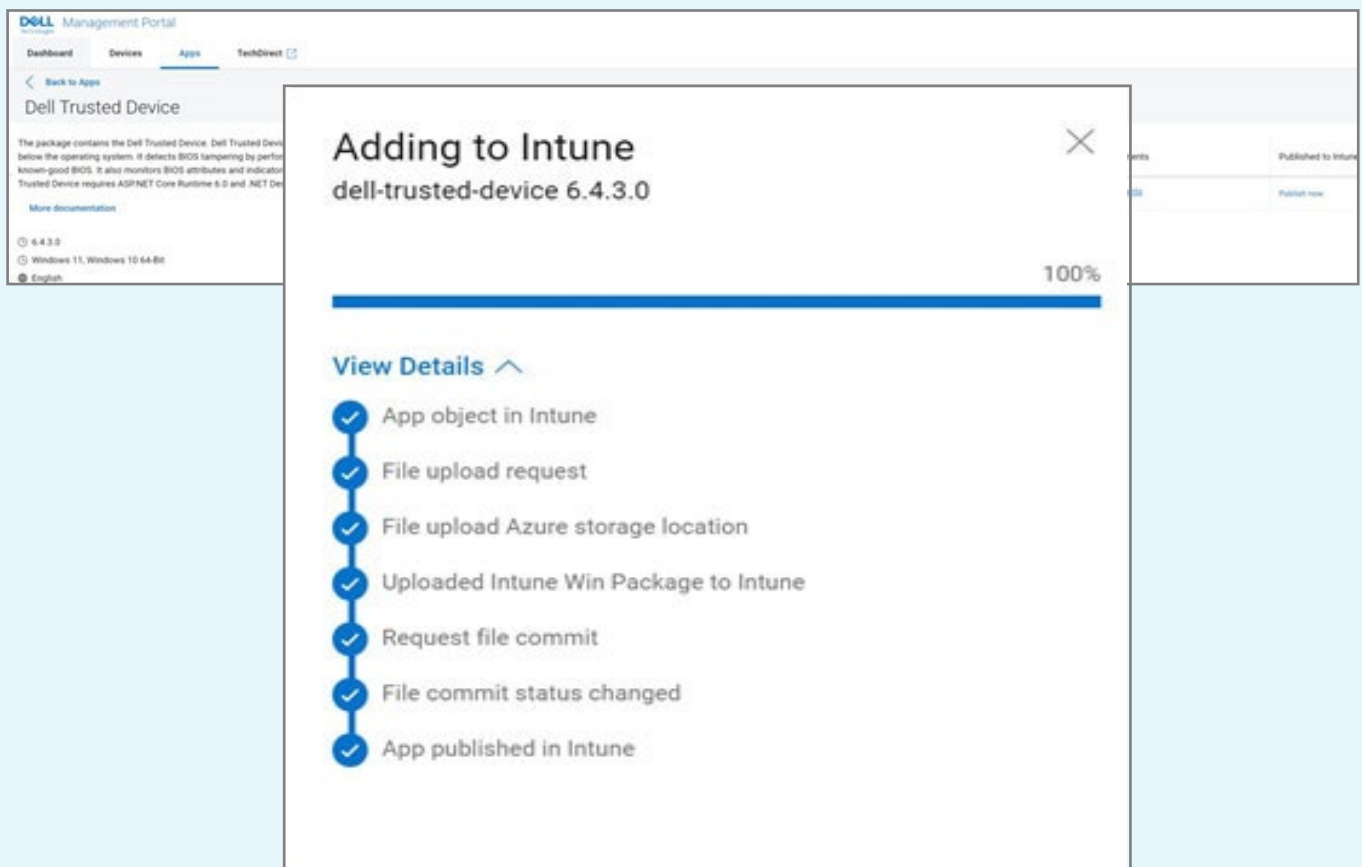 DELL Management Portal
Technologies
Dashboard Devices Apps TechDirect
Back to Apps
Dell Trusted Device
The package contains the Dell Trusted Device. Dell Trusted Devi
below the operating system. It detects BIOS tampering by perfor
known-good BIOS. It also monitors BIOS attributes and indicator
Trusted Device requires ASP.NET Core Runtime 6.0 and .NET De
More documentation
6.4.3.0
Windows 11, Windows 10 64-Bit
English
Published to Intune
Publish now
Adding to Intune
dell-trusted-device 6.4.3.0
100%
View Details
App object in Intune
File upload request
File upload Azure storage location
Uploaded Intune Win Package to Intune
Request file commit
File commit status changed
App published in Intune